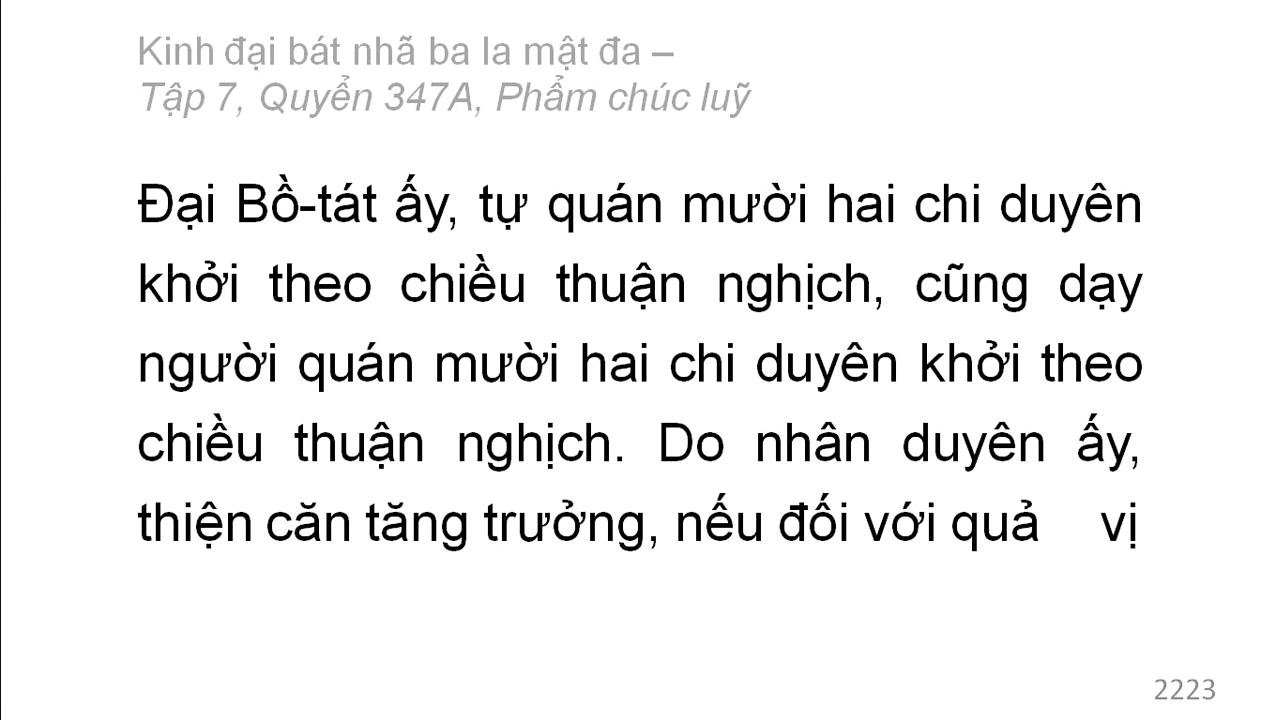 Kinh đại bát nhã ba la mật đa –
Tập 7, Quyển 347A, Phẩm chúc luỹ
Đại Bồ-tát ấy, tự quán mười hai chi duyên
khởi theo chiều thuận nghịch, cũng dạy
người quán mười hai chi duyên khởi theo
chiều thuận nghịch. Do nhân duyên ấy,
thiện căn tăng trưởng, nếu đối với quả vị
2223